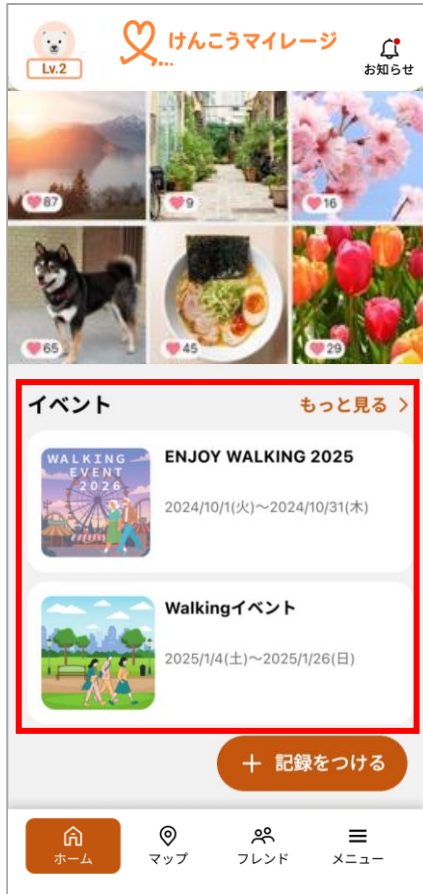 けんこうマイレージ
Lv.2
お知らせ
87
9
16
65
45
29
イベント
もっと見る
WALKING
EVENT
2026
ENJOY WALKING 2025
2024/10/1(火)~2024/10/31(木)
Walkingイベント
2025/1/4(土)~2025/1/26(日)
+ 記録をつける
ホーム
マップ
フレンド
メニュー